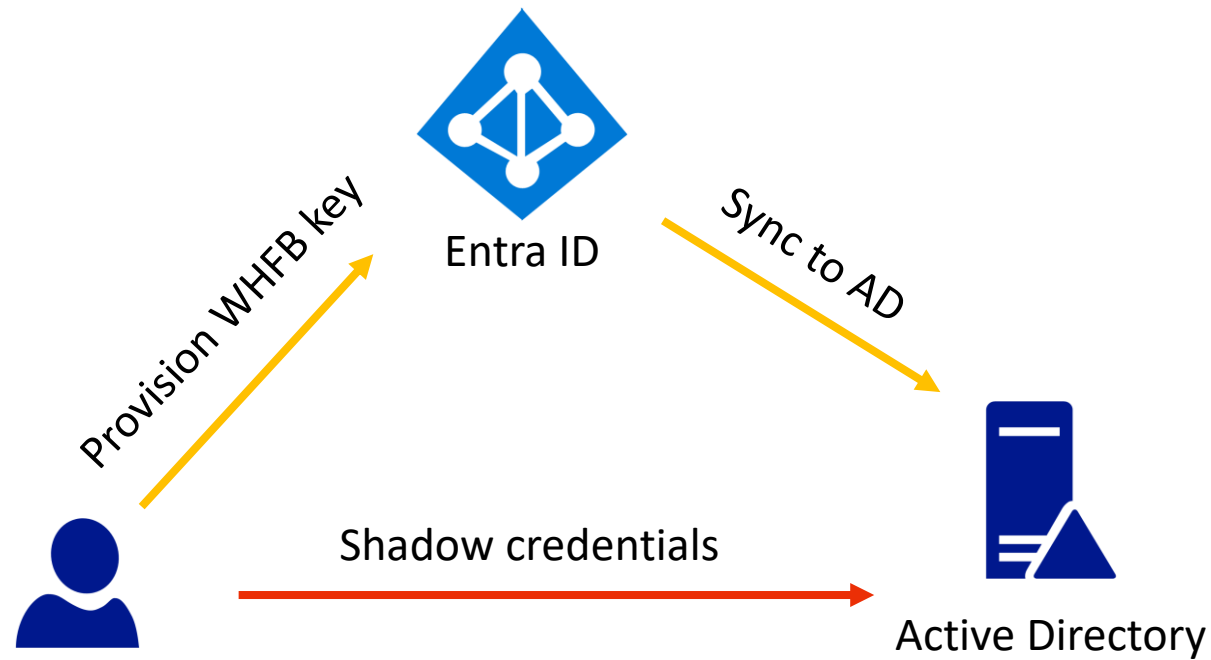 Entra ID
Provision WHFB key
Sync to AD
Shadow credentials
Active Directory